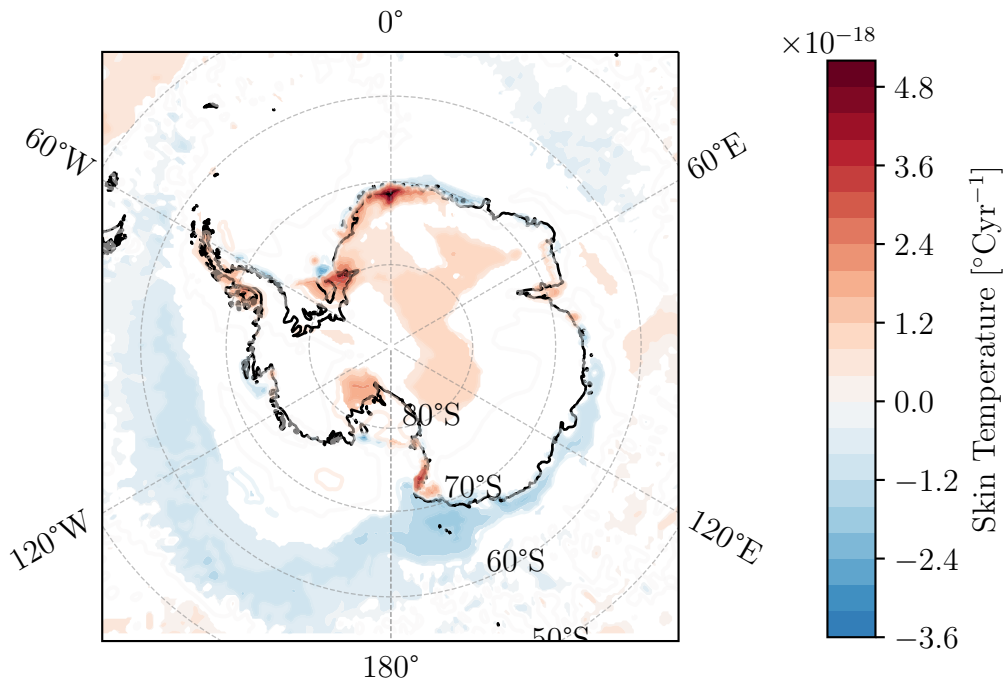 0°
×10⁻¹⁸
60°W
60°E
4.8
3.6
2.4
1.2
0.0
−1.2
−2.4
−3.6
Skin Temperature [°Cyr⁻¹]
80°S
70°S
60°S
50°S
120°W
120°E
180°